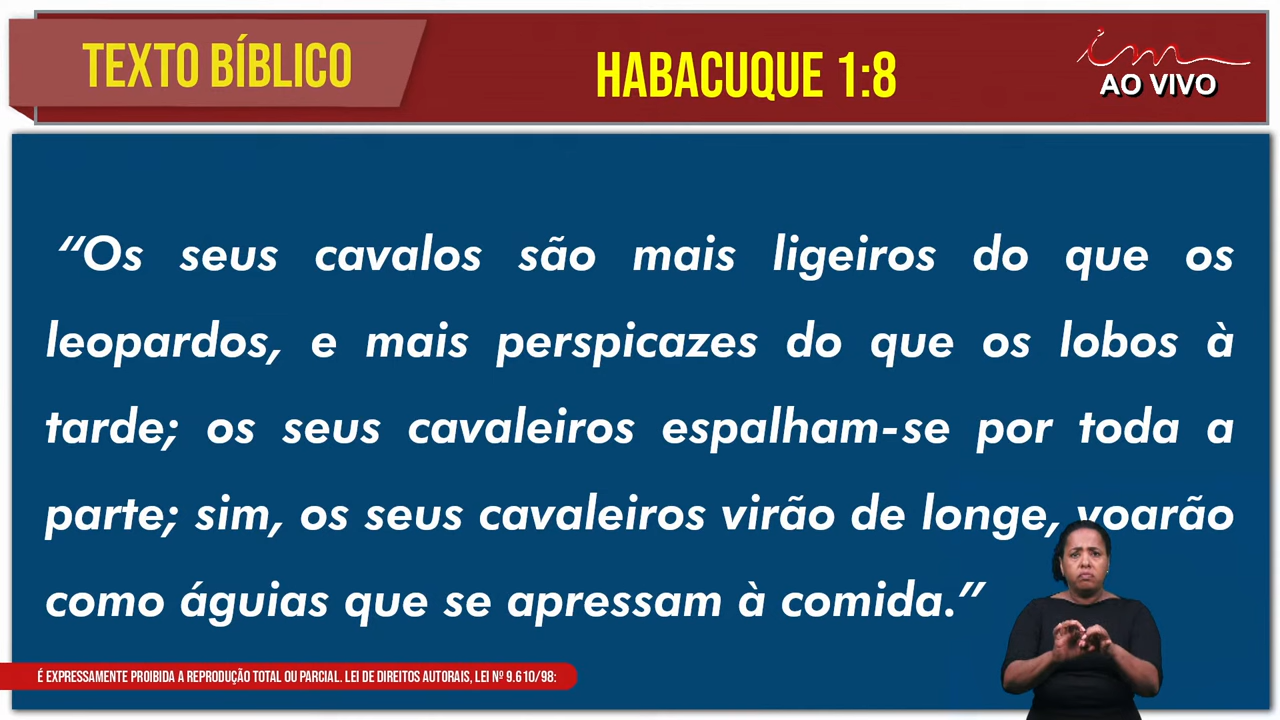 TEXTO BÍBLICO
HABACUQUE 1:8
im
AO VIVO
“Os seus cavalos são mais ligeiros do que os
leopardos, e mais perspicazes do que os lobos à
tarde; os seus cavaleiros espalham-se por toda a
parte; sim, os seus cavaleiros virão de longe, voarão
como águias que se apressam à comida.”
É EXPRESSAMENTE PROIBIDA A REPRODUÇÃO TOTAL OU PARCIAL. LEI DE DIREITOS AUTORAIS, LEI Nº 9.610/98: